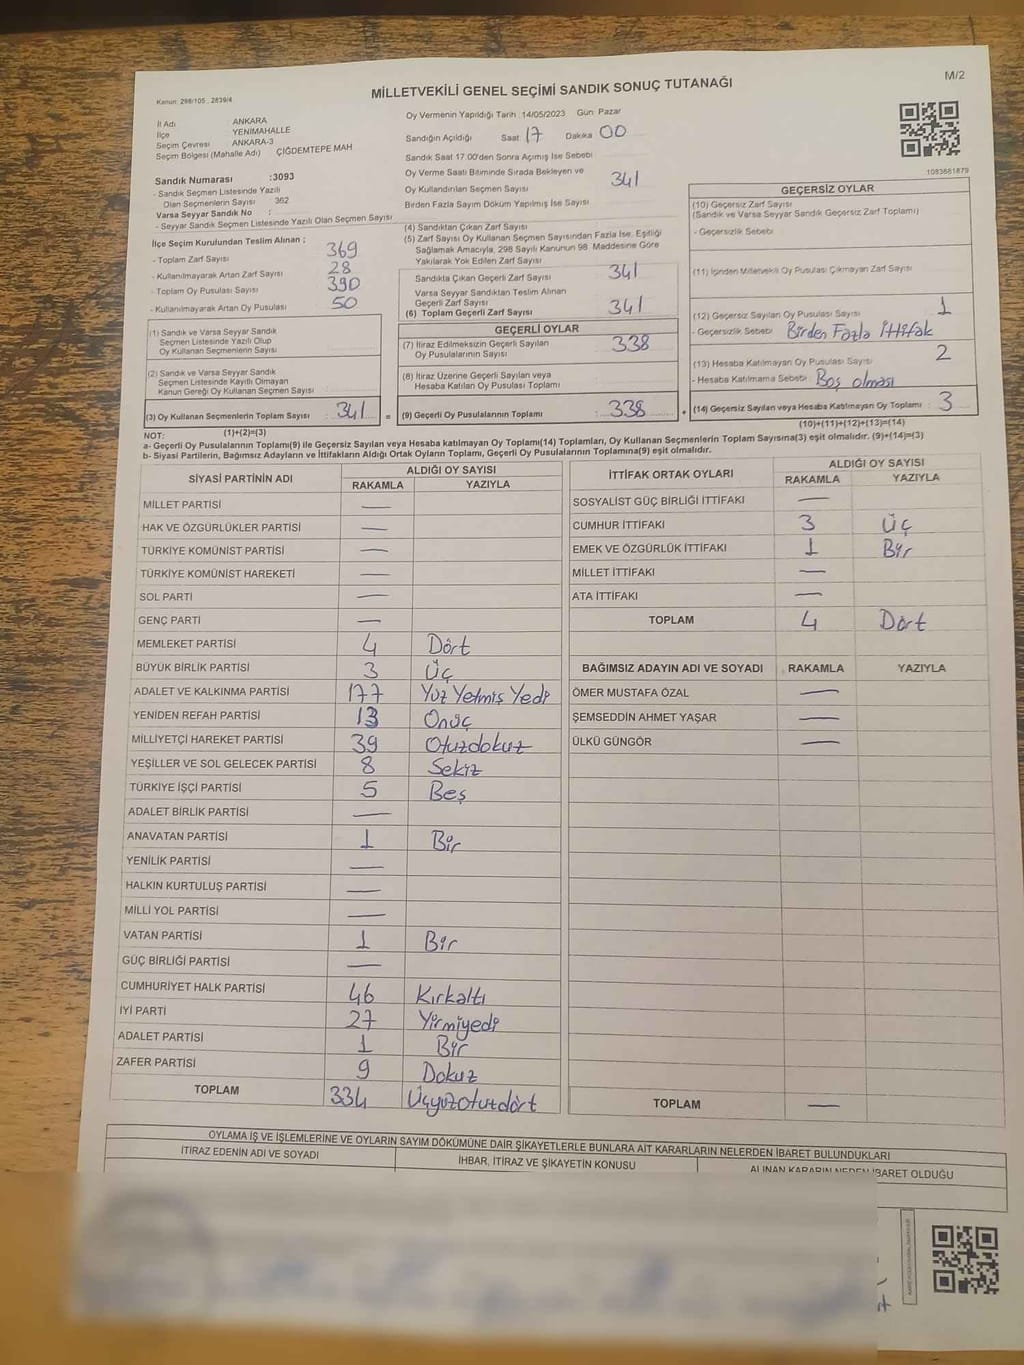 M/2
MİLLETVEKİLİ GENEL SEÇİMİ SANDIK SONUÇ TUTANAĞI
Kanun: 298/105 , 2839/4
İl Adı ANKARA
İlçe YENİMAHALLE
Seçim Çevresi ANKARA-3
Seçim Bölgesi (Mahalle Adı) ÇİĞDEMTEPE MAH
Sandık Numarası :3093
- Sandık Seçmen Listesinde Yazılı
Olan Seçmenlerin Sayısı 362
Varsa Seyyar Sandık No :
- Seyyar Sandık Seçmen Listesinde Yazılı Olan Seçmen Sayısı :
İlçe Seçim Kurulundan Teslim Alınan ;
- Toplam Zarf Sayısı : 369
- Kullanılmayarak Artan Zarf Sayısı : 28
- Toplam Oy Pusulası Sayısı : 390
- Kullanılmayarak Artan Oy Pusulası : 50
(1) Sandık ve Varsa Seyyar Sandık
Seçmen Listesinde Yazılı Olup
Oy Kullanan Seçmenlerin Sayısı :
(2) Sandık ve Varsa Seyyar Sandık
Seçmen Listesinde Kayıtlı Olmayan
Kanun Gereği Oy Kullanan Seçmen Sayısı :
(3) Oy Kullanan Seçmenlerin Toplam Sayısı : 341 =
(1)+(2)=(3)
Oy Vermenin Yapıldığı Tarih :14/05/2023 Gün: Pazar
Sandığın Açıldığı Saat 17 Dakika 00
Sandık Saat 17.00'den Sonra Açımış İse Sebebi
Oy Verme Saati Bitiminde Sırada Bekleyen ve
Oy Kullandırılan Seçmen Sayısı 341
Birden Fazla Sayım Döküm Yapılmış İse Sayısı
(4) Sandıktan Çıkan Zarf Sayısı
(5) Zarf Sayısı Oy Kullanan Seçmen Sayısından Fazla İse, Eşitliği
Sağlamak Amacıyla, 298 Sayılı Kanunun 98. Maddesine Göre
Yakılarak Yok Edilen Zarf Sayısı
Sandıkta Çıkan Geçerli Zarf Sayısı 341
Varsa Seyyar Sandıktan Teslim Alınan
Geçerli Zarf Sayısı
(6) Toplam Geçerli Zarf Sayısı 341
GEÇERLİ OYLAR
(7) İtiraz Edilmeksizin Geçerli Sayılan
Oy Pusulalarının Sayısı 338
(8) İtiraz Üzerine Geçerli Sayılan veya
Hesaba Katılan Oy Pusulası Toplamı :
(9) Geçerli Oy Pusulalarının Toplamı : 338 +
1083681879
GEÇERSİZ OYLAR
(10) Geçersiz Zarf Sayısı
(Sandık ve Varsa Seyyar Sandık Geçersiz Zarf Toplamı)
- Geçersizlik Sebebi
(11) İçinden Milletvekili Oy Pusulası Çıkmayan Zarf Sayısı
(12) Geçersiz Sayılan Oy Pusulası Sayısı 1
- Geçersizlik Sebebi Birden Fazla İttifak
(13) Hesaba Katılmayan Oy Pusulası Sayısı 2
- Hesaba Katılmama Sebebi Boş olması
(14) Geçersiz Sayılan veya Hesaba Katılmayan Oy Toplamı : 3
(10)+(11)+(12)+(13)=(14)
NOT:
a- Geçerli Oy Pusulalarının Toplamı(9) ile Geçersiz Sayılan veya Hesaba katılmayan Oy Toplamı(14) Toplamları, Oy Kullanan Seçmenlerin Toplam Sayısına(3) eşit olmalıdır. (9)+(14)=(3)
b- Siyasi Partilerin, Bağımsız Adayların ve İttifakların Aldığı Ortak Oyların Toplamı, Geçerli Oy Pusulalarının Toplamına(9) eşit olmalıdır.
SİYASİ PARTİNİN ADI ALDIĞI OY SAYISI
RAKAMLA YAZIYLA
MİLLET PARTİSI —
HAK VE ÖZGÜRLÜKLER PARTİSİ —
TÜRKİYE KOMÜNİST PARTİSİ —
TÜRKİYE KOMÜNİST HAREKETİ —
SOL PARTİ —
GENÇ PARTİ —
MEMLEKET PARTİSİ 4 Dört
BÜYÜK BİRLİK PARTİSİ 3 Üç
ADALET VE KALKINMA PARTİSİ 177 Yüz Yetmiş Yedi
YENİDEN REFAH PARTİSİ 13 Onüç
MİLLİYETÇİ HAREKET PARTİSİ 39 Otuzdokuz
YEŞİLLER VE SOL GELECEK PARTİSİ 8 Sekiz
TÜRKİYE İŞÇİ PARTİSİ 5 Beş
ADALET BİRLİK PARTİSİ —
ANAVATAN PARTİSİ 1 Bir
YENİLİK PARTİSİ —
HALKIN KURTULUŞ PARTİSİ —
MİLLİ YOL PARTİSİ —
VATAN PARTİSİ 1 Bir
GÜÇ BİRLİĞİ PARTİSİ —
CUMHURİYET HALK PARTİSİ 46 Kırkaltı
İYİ PARTİ 27 Yirmiyedi
ADALET PARTİSİ 1 Bir
ZAFER PARTİSİ 9 Dokuz
TOPLAM 334 Üçyüzotuzdört
İTTİFAK ORTAK OYLARI ALDIĞI OY SAYISI
RAKAMLA YAZIYLA
SOSYALİST GÜÇ BİRLİĞİ İTTİFAKI —
CUMHUR İTTİFAKI 3 Üç
EMEK VE ÖZGÜRLÜK İTTİFAKI 1 Bir
MİLLET İTTİFAKI —
ATA İTTİFAKI —
TOPLAM 4 Dört
BAĞIMSIZ ADAYIN ADI VE SOYADI RAKAMLA YAZIYLA
ÖMER MUSTAFA ÖZAL —
ŞEMSEDDİN AHMET YAŞAR —
ÜLKÜ GÜNGÖR —
TOPLAM —
OYLAMA İŞ VE İŞLEMLERİNE VE OYLARIN SAYIM DÖKÜMÜNE DAİR ŞİKAYETLERLE BUNLARA AİT KARARLARIN NELERDEN İBARET BULUNDUKLARI
İTİRAZ EDENİN ADI VE SOYADI İHBAR, İTİRAZ VE ŞİKAYETİN KONUSU ALINAN KARARIN NEDEN İBARET OLDUĞU